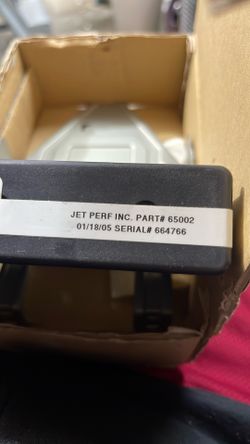 JET PERF INC. PART# 65002
01/18/05 SERIAL# 664766